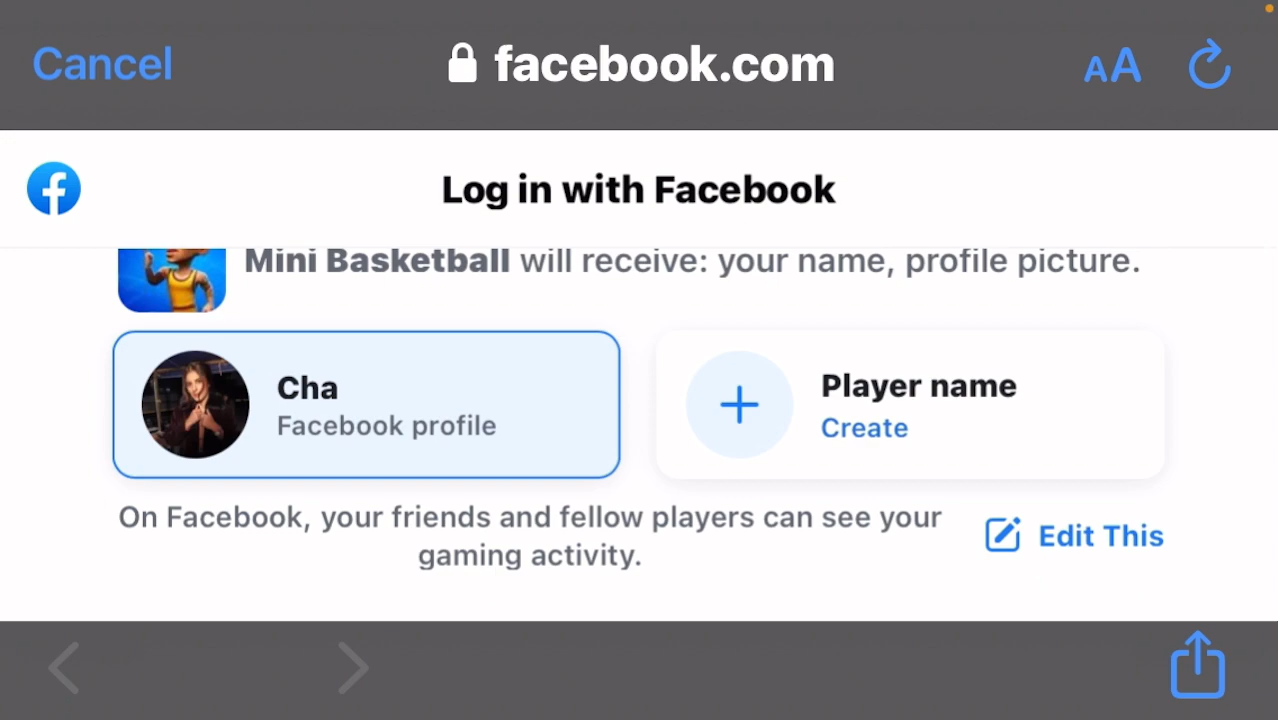 Cancel
facebook.com
AA
Log in with Facebook
Mini Basketball will receive: your name, profile picture.
Cha
Facebook profile
Player name
Create
On Facebook, your friends and fellow players can see your
gaming activity.
Edit This